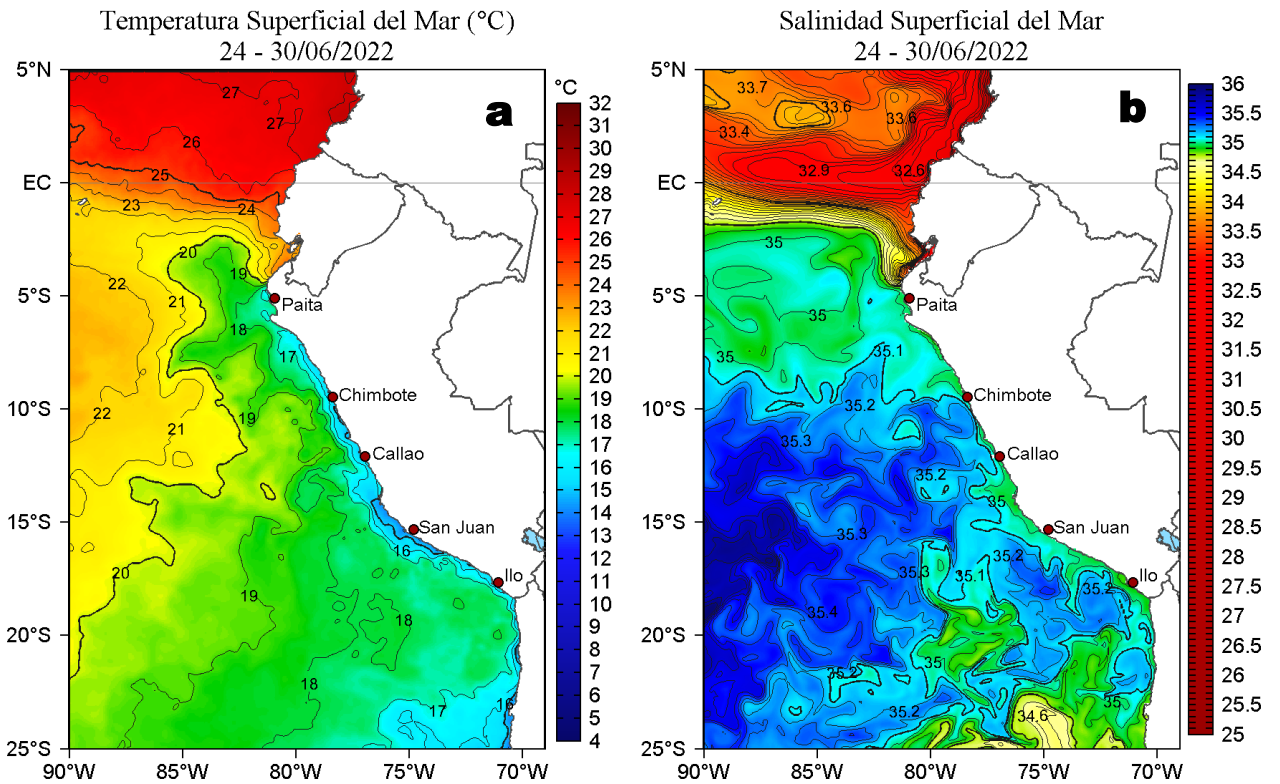 Temperatura Superficial del Mar (°C)
24 - 30/06/2022
a
°C
5°N
EC
5°S
10°S
15°S
20°S
25°S
90°W
85°W
80°W
75°W
70°W
27
27
26
25
24
23
22
22
21
21
20
20
19
19
19
18
18
18
17
17
16
16
Paita
Chimbote
Callao
San Juan
Ilo
32
31
30
29
28
27
26
25
24
23
22
21
20
19
18
17
16
15
14
13
12
11
10
9
8
7
6
5
4
Salinidad Superficial del Mar
24 - 30/06/2022
b
5°N
EC
5°S
10°S
15°S
20°S
25°S
90°W
85°W
80°W
75°W
70°W
33.7
33.6
33.6
33.4
32.9
32.6
35
35
35
35.1
35.2
35.3
35.2
35
35.3
35.2
35.3
35.1
35.2
35.4
35
35.2
35.2
35
34.6
Paita
Chimbote
Callao
San Juan
Ilo
36
35.5
35
34.5
34
33.5
33
32.5
32
31.5
31
30.5
30
29.5
29
28.5
28
27.5
27
26.5
26
25.5
25